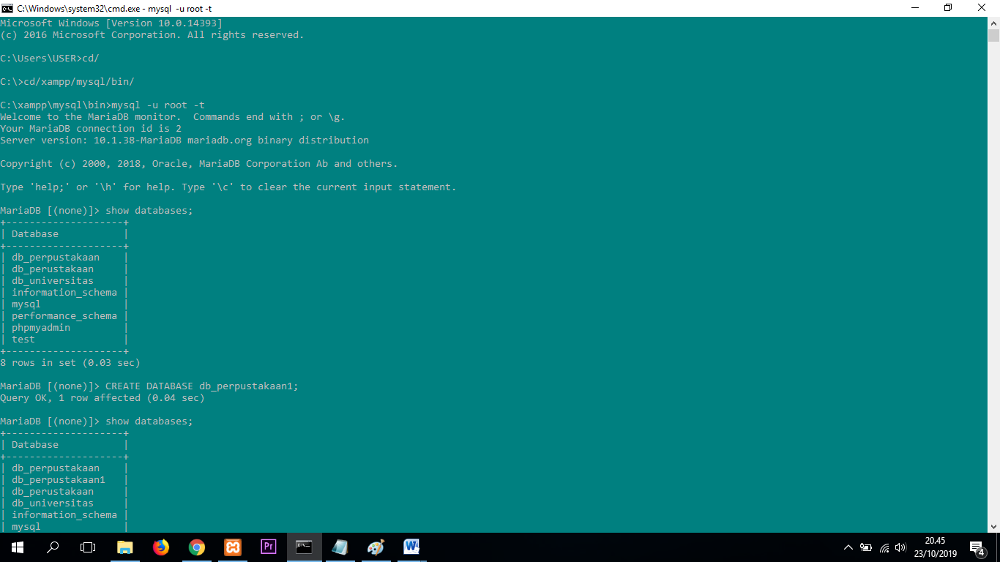 C:\Windows\system32\cmd.exe - mysql  -u root -t
Microsoft Windows [Version 10.0.14393]
(c) 2016 Microsoft Corporation. All rights reserved.
C:\Users\USER>cd/
C:\>cd/xampp/mysql/bin/
C:\xampp\mysql\bin>mysql -u root -t
Welcome to the MariaDB monitor.  Commands end with ; or \g.
Your MariaDB connection id is 2
Server version: 10.1.38-MariaDB mariadb.org binary distribution
Copyright (c) 2000, 2018, Oracle, MariaDB Corporation Ab and others.
Type 'help;' or '\h' for help. Type '\c' to clear the current input statement.
MariaDB [(none)]> show databases;
+--------------------+
| Database           |
+--------------------+
| db_perpustakaan    |
| db_perustakaan     |
| db_universitas     |
| information_schema |
| mysql              |
| performance_schema |
| phpmyadmin         |
| test               |
+--------------------+
8 rows in set (0.03 sec)
MariaDB [(none)]> CREATE DATABASE db_perpustakaan1;
Query OK, 1 row affected (0.04 sec)
MariaDB [(none)]> show databases;
+--------------------+
| Database           |
+--------------------+
| db_perpustakaan    |
| db_perpustakaan1   |
| db_perustakaan     |
| db_universitas     |
| information_schema |
| mysql              |
Pr
W
20.45
23/10/2019
4